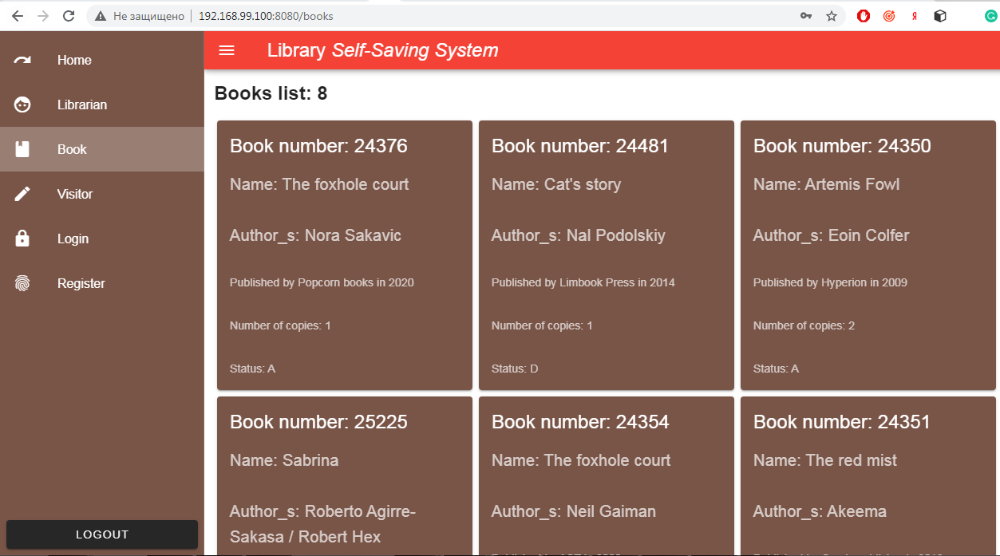 Не защищено 192.168.99.100:8080/books
Я
Home
Librarian
Book
Visitor
Login
Register
LOGOUT
Library Self-Saving System
Books list: 8
Book number: 24376
Name: The foxhole court
Author_s: Nora Sakavic
Published by Popcorn books in 2020
Number of copies: 1
Status: A
Book number: 24481
Name: Cat's story
Author_s: Nal Podolskiy
Published by Limbook Press in 2014
Number of copies: 1
Status: D
Book number: 24350
Name: Artemis Fowl
Author_s: Eoin Colfer
Published by Hyperion in 2009
Number of copies: 2
Status: A
Book number: 25225
Name: Sabrina
Author_s: Roberto Agirre-
Sakasa / Robert Hex
Book number: 24354
Name: The foxhole court
Author_s: Neil Gaiman
Book number: 24351
Name: The red mist
Author_s: Akeema